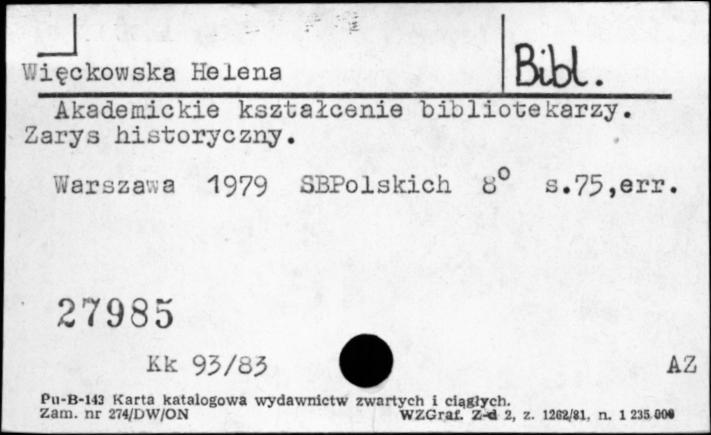 Bibl.
Więckowska Helena
Akademickie kształcenie bibliotekarzy.
Zarys historyczny.
Warszawa 1979 SBPolskich 8° s.75,err.
27985
Kk 93/83 AZ
Pu-B-143 Karta katalogowa wydawnictw zwartych i ciągłych.
Zam. nr 274/DW/ON WZGraf. Z-d 2, z. 1262/81, n. 1 235 000